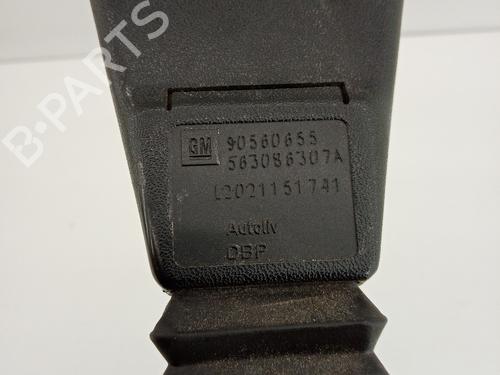 B-PARTS
GM
90560655
563086307A
L2021151741
Autoliv
DBP